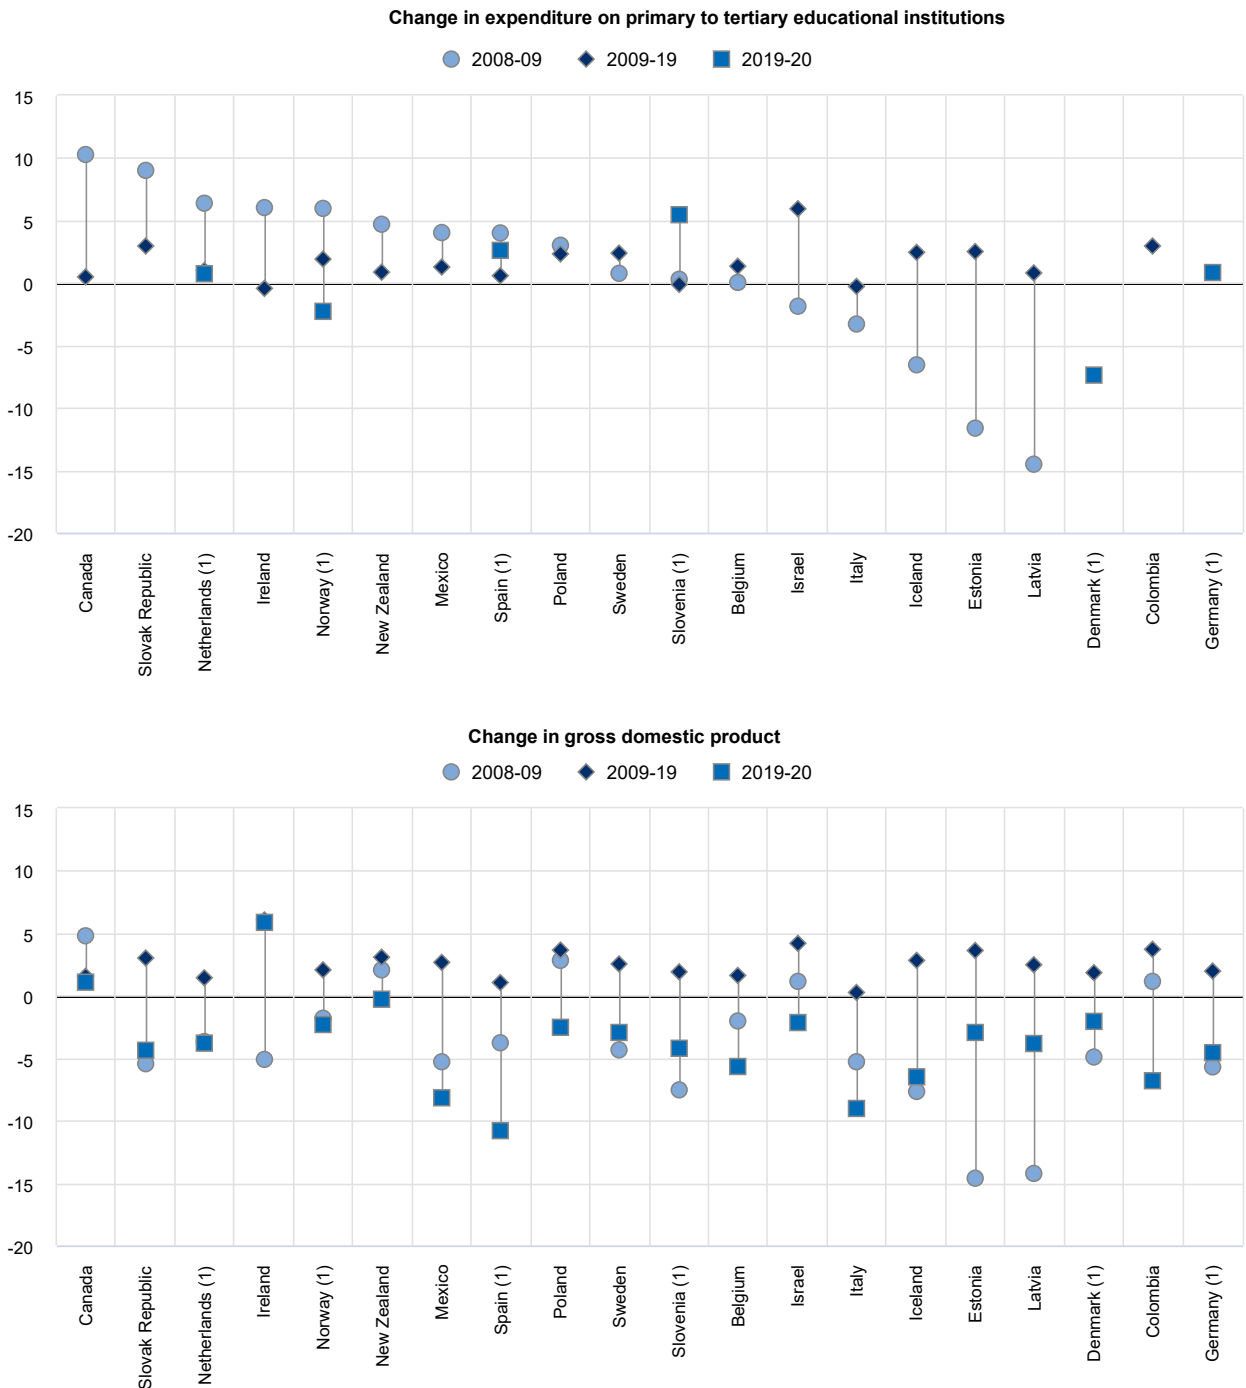 Change in expenditure on primary to tertiary educational institutions
2008-09 2009-19 2019-20
15
10
5
0
-5
-10
-15
-20
Canada
Slovak Republic
Netherlands (1)
Ireland
Norway (1)
New Zealand
Mexico
Spain (1)
Poland
Sweden
Slovenia (1)
Belgium
Israel
Italy
Iceland
Estonia
Latvia
Denmark (1)
Colombia
Germany (1)
Change in gross domestic product
2008-09 2009-19 2019-20
15
10
5
0
-5
-10
-15
-20
Canada
Slovak Republic
Netherlands (1)
Ireland
Norway (1)
New Zealand
Mexico
Spain (1)
Poland
Sweden
Slovenia (1)
Belgium
Israel
Italy
Iceland
Estonia
Latvia
Denmark (1)
Colombia
Germany (1)